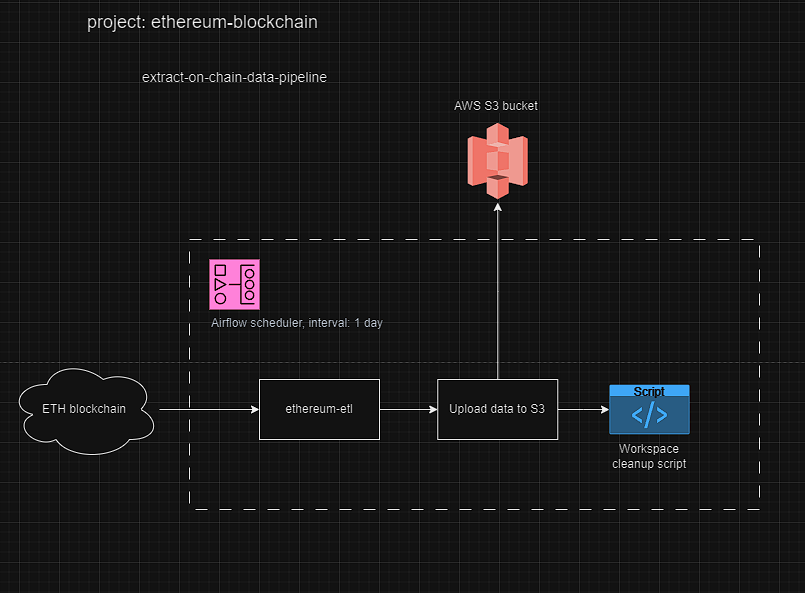 project: ethereum-blockchain
extract-on-chain-data-pipeline
AWS S3 bucket
Airflow scheduler, interval: 1 day
ETH blockchain
ethereum-etl
Upload data to S3
Script
</>
Workspace
cleanup script